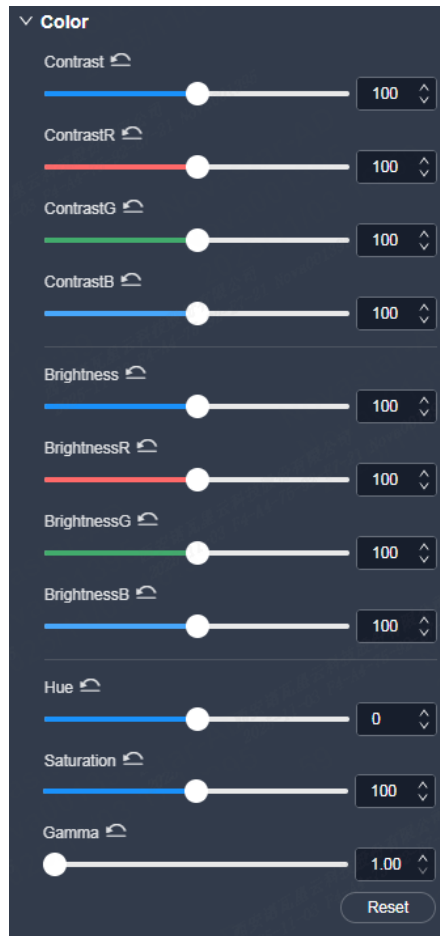 Color
Contrast
100
ContrastR
100
ContrastG
100
ContrastB
100
Brightness
100
BrightnessR
100
BrightnessG
100
BrightnessB
100
Hue
0
Saturation
100
Gamma
1.00
Reset